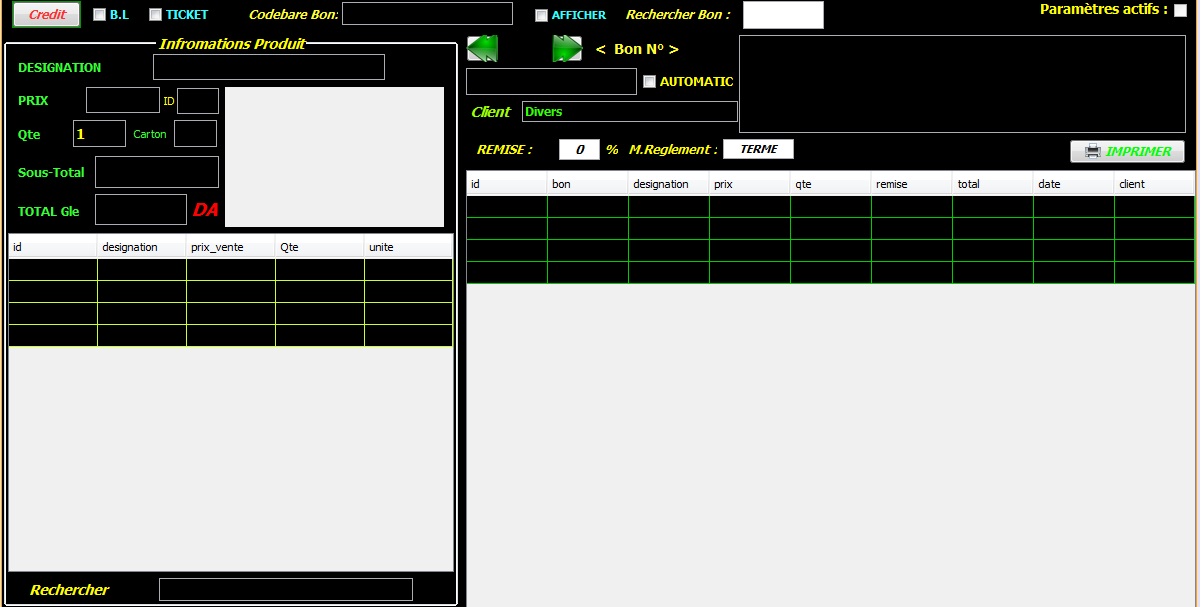 Credit B.L TICKET Codebare Bon: AFFICHER Rechercher Bon : Paramètres actifs :
Infromations Produit
DESIGNATION
PRIX ID
Qte 1 Carton
Sous-Total
TOTAL Gle DA
id designation prix_vente Qte unite
Rechercher
< Bon N° >
AUTOMATIC
Client Divers
REMISE : 0 % M.Reglement : TERME
IMPRIMER
id bon designation prix qte remise total date client